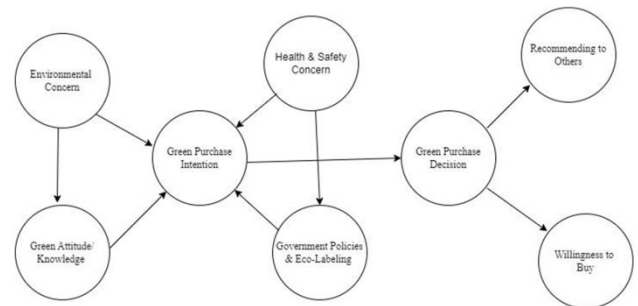 Environmental
Concern
Health & Safety
Concern
Recommending to
Others
Green Purchase
Intention
Green Purchase
Decision
Green Attitude/
Knowledge
Government Policies
& Eco-Labeling
Willingness to
Buy